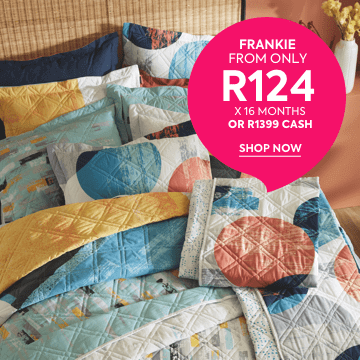 FRANKIE
FROM ONLY
R124
X 16 MONTHS
OR R1399 CASH
SHOP NOW